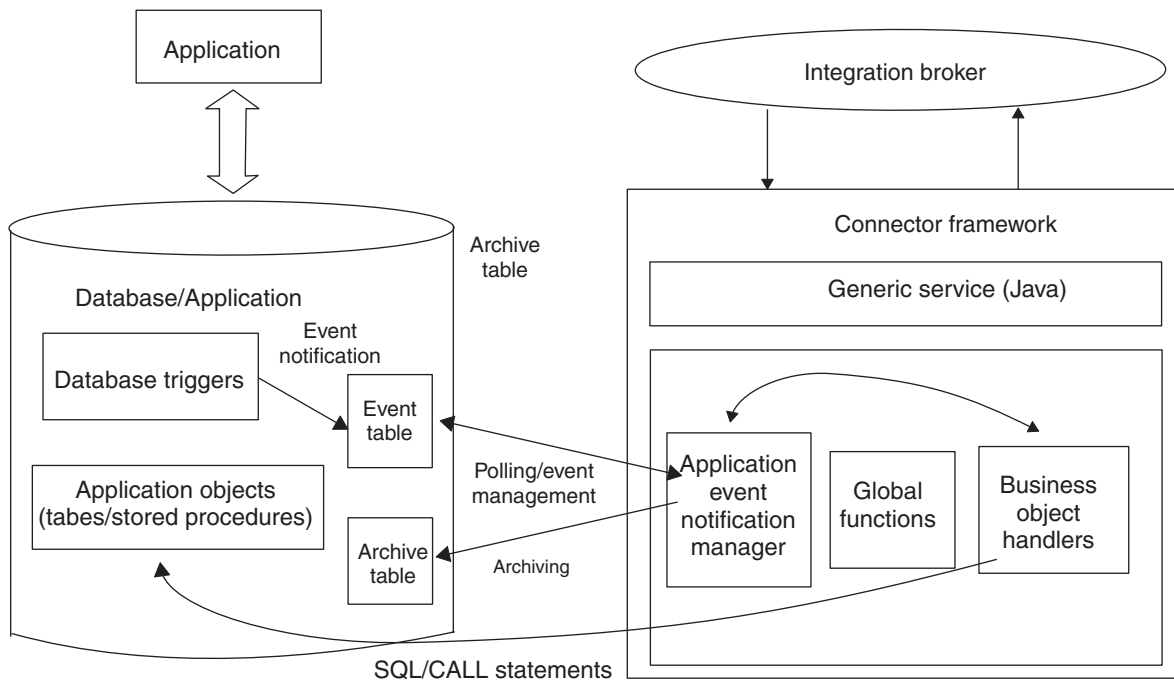 Application
Integration broker
Archive
table
Connector framework
Generic service (Java)
Database/Application
Event
notification
Database triggers
Event
table
Polling/event
management
Application
event
notification
manager
Global
functions
Business
object
handlers
Application objects
(tabes/stored procedures)
Archive
table
Archiving
SQL/CALL statements